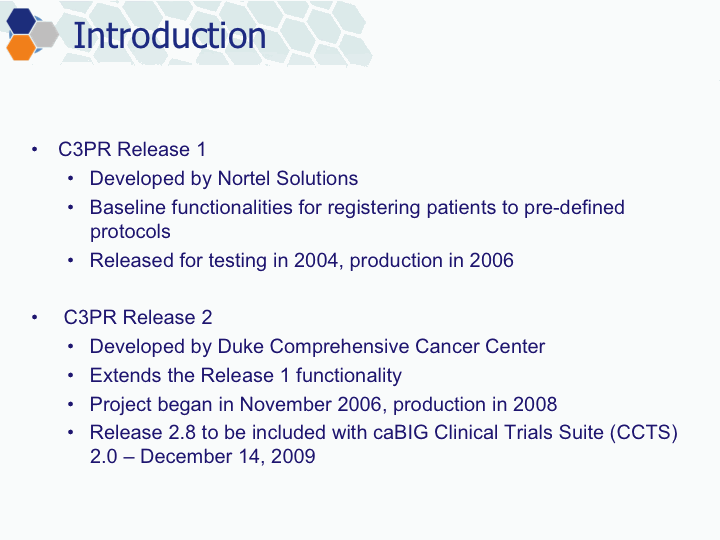 Introduction
• C3PR Release 1
• Developed by Nortel Solutions
• Baseline functionalities for registering patients to pre-defined
protocols
• Released for testing in 2004, production in 2006
• C3PR Release 2
• Developed by Duke Comprehensive Cancer Center
• Extends the Release 1 functionality
• Project began in November 2006, production in 2008
• Release 2.8 to be included with caBIG Clinical Trials Suite (CCTS)
2.0 – December 14, 2009